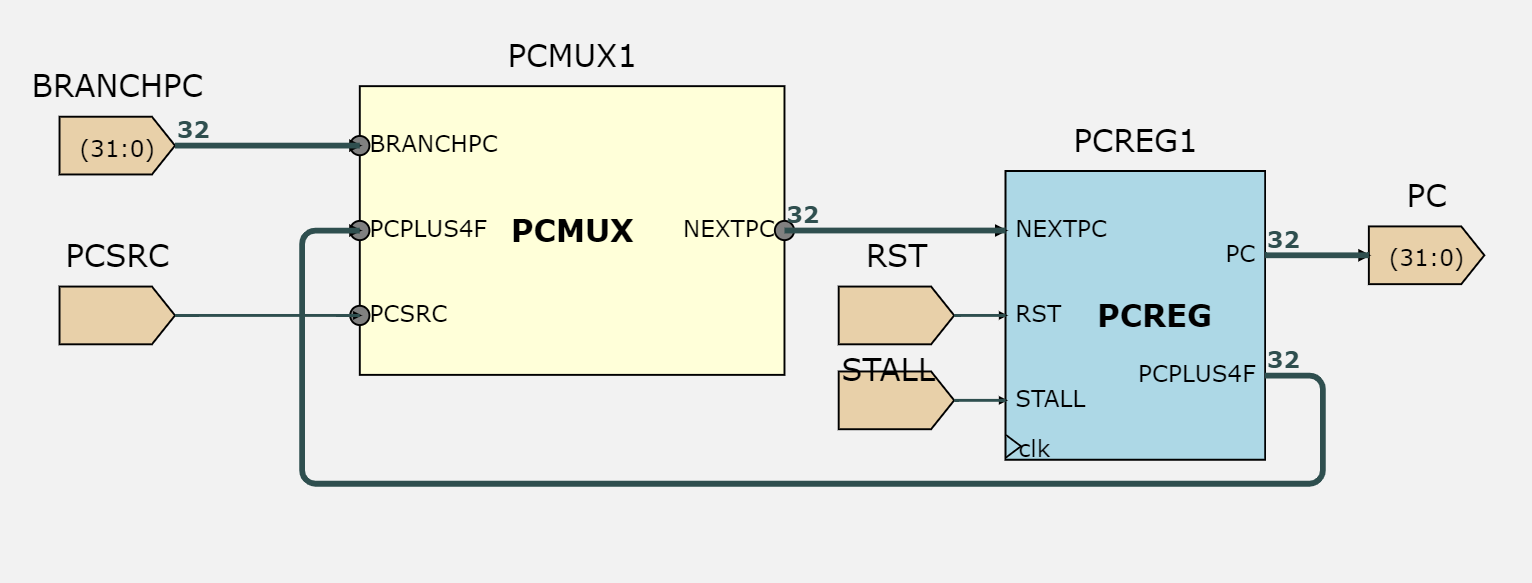 PCMUX1
BRANCHPC
32
(31:0)
BRANCHPC
PCREG1
PCSRC
PCPLUS4F
PCMUX
NEXTPC
32
RST
NEXTPC
PC
32
PC
(31:0)
PCSRC
RST
PCREG
STALL
STALL
PCPLUS4F
32
clk